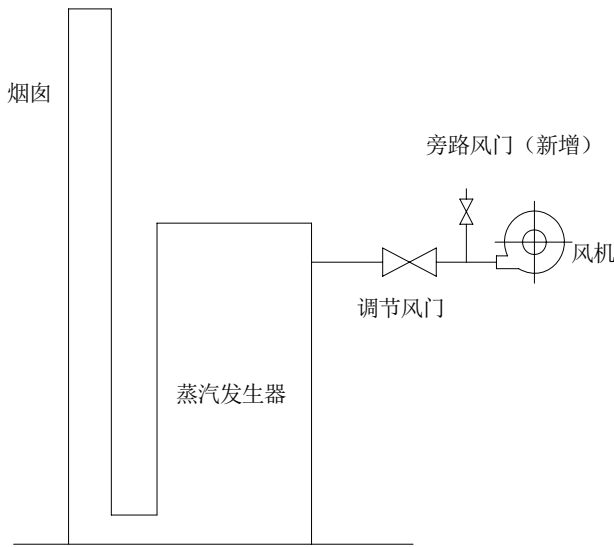 烟囱
旁路风门（新增）
风机
调节风门
蒸汽发生器